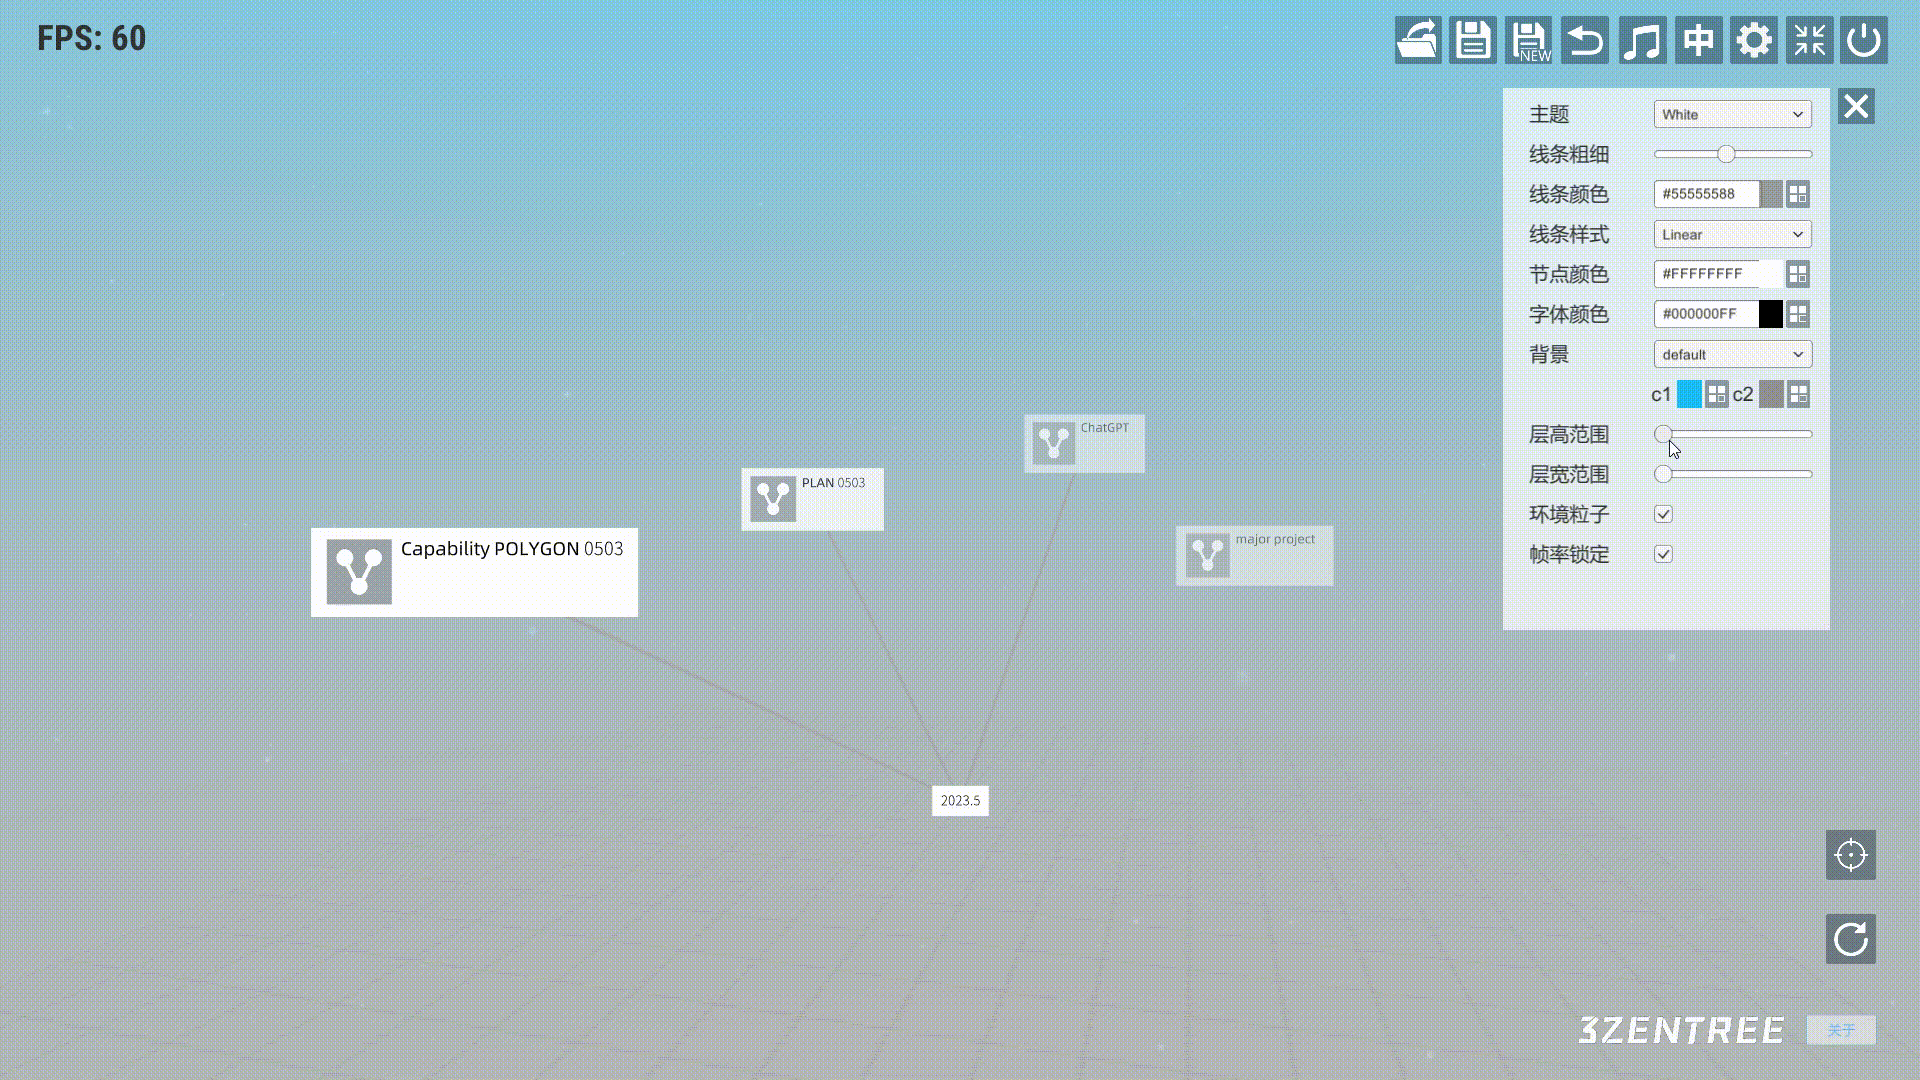 FPS: 60
NEW
中
主题
White
线条粗细
线条颜色
#55555588
线条样式
Linear
节点颜色
#FFFFFFFF
字体颜色
#000000FF
背景
default
c1
c2
层高范围
层宽范围
环境粒子
帧率锁定
ChatGPT
PLAN 0503
major project
Capability POLYGON 0503
2023.5
3ZENTREE
关于